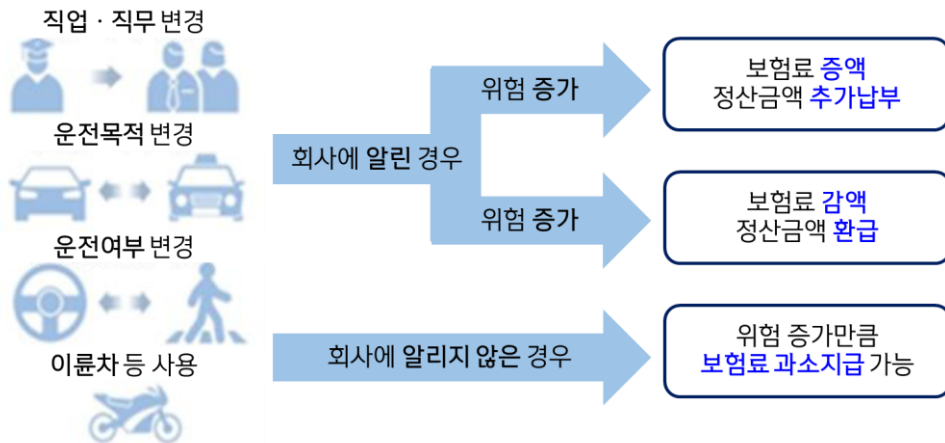 직업 · 직무 변경
운전목적 변경
운전여부 변경
이륜차 등 사용
회사에 알린 경우
위험 증가
보험료 증액
정산금액 추가납부
위험 증가
보험료 감액
정산금액 환급
회사에 알리지 않은 경우
위험 증가만큼
보험료 과소지급 가능